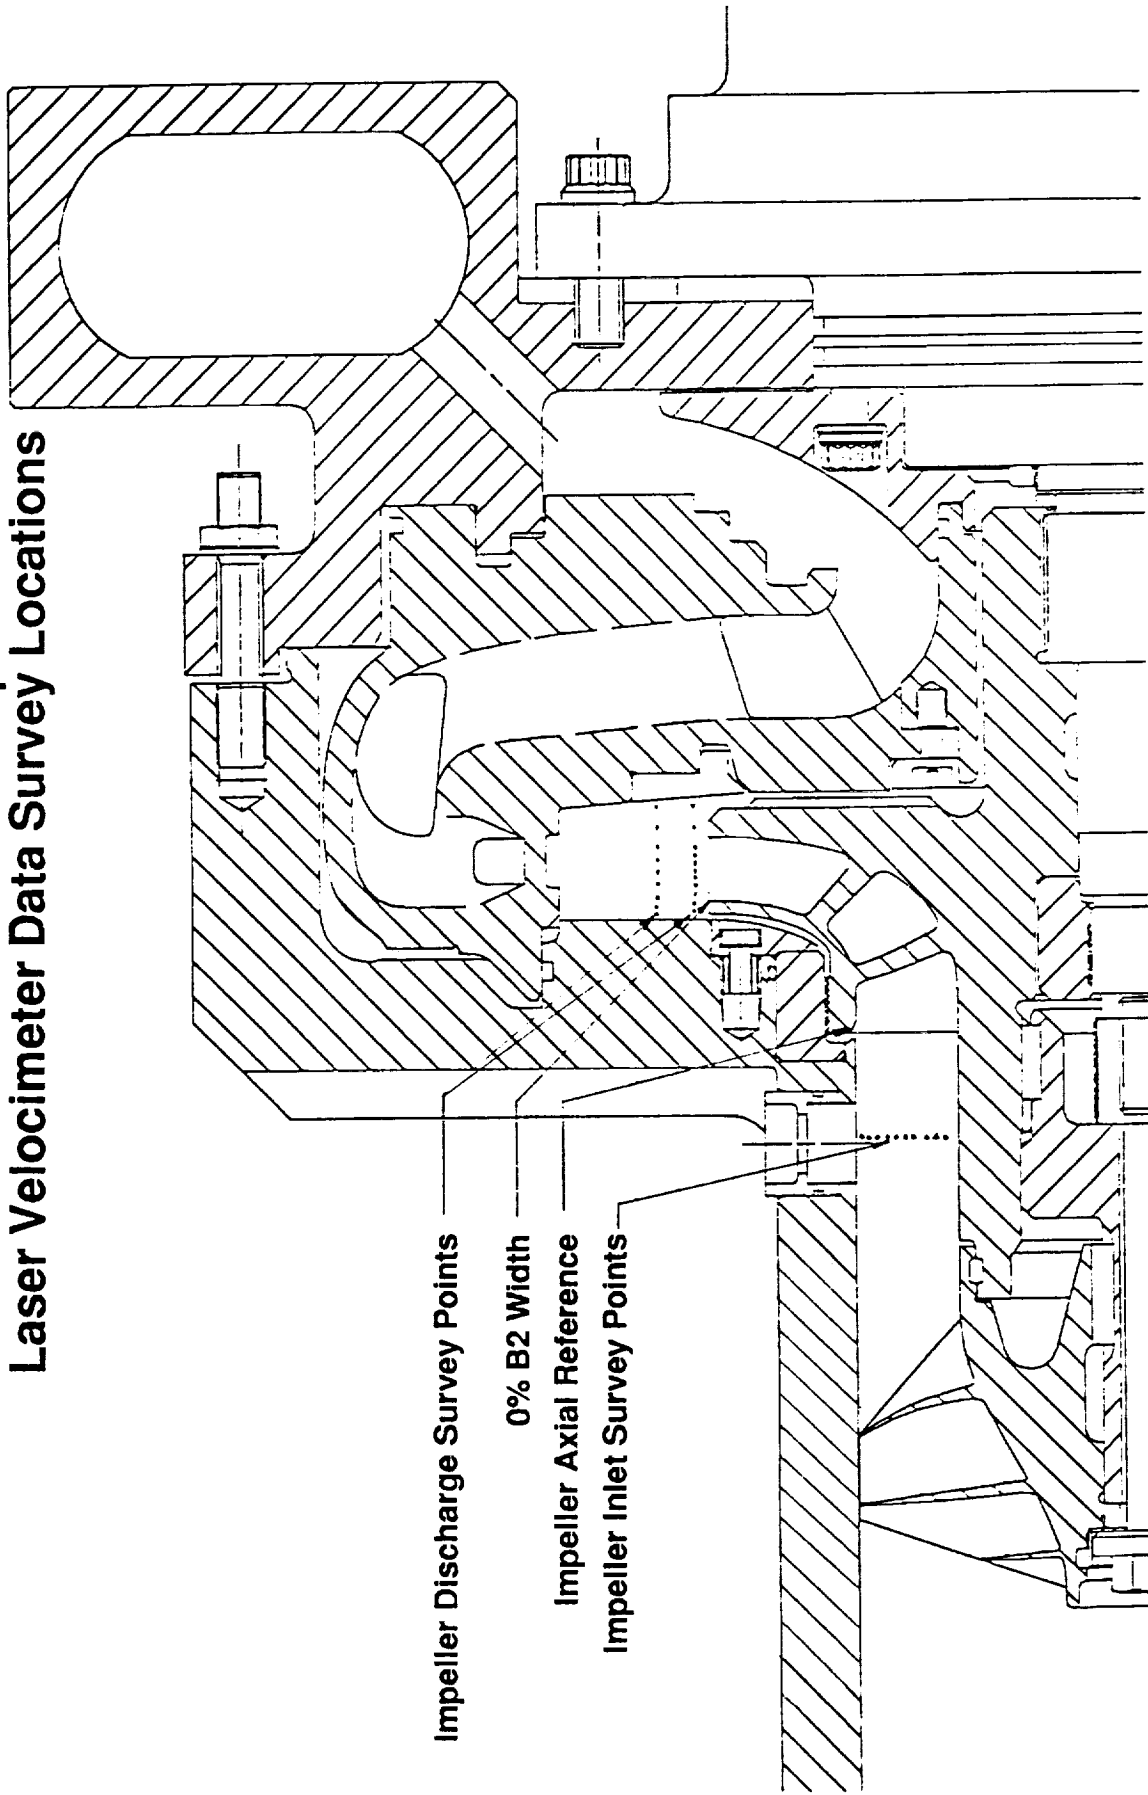 Laser Velocimeter Data Survey Locations
Impeller Discharge Survey Points
0% B2 Width
Impeller Axial Reference
Impeller Inlet Survey Points